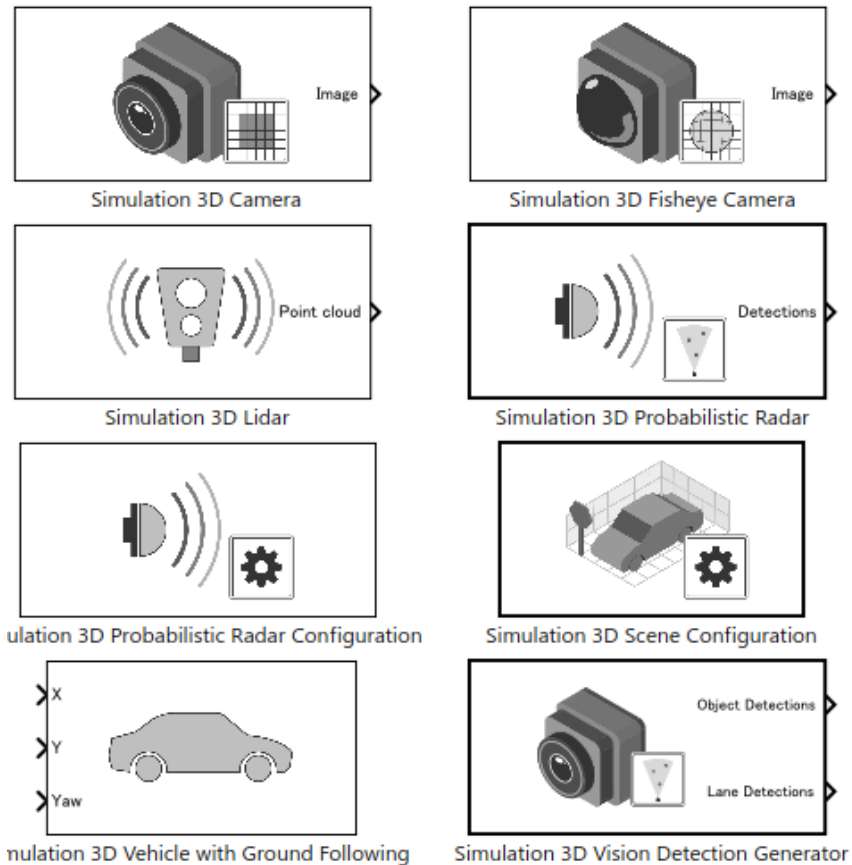 Image
Image
Simulation 3D Camera
Simulation 3D Fisheye Camera
Point cloud
Detections
Simulation 3D Lidar
Simulation 3D Probabilistic Radar
ulation 3D Probabilistic Radar Configuration
Simulation 3D Scene Configuration
X
Y
Yaw
Object Detections
Lane Detections
mulation 3D Vehicle with Ground Following
Simulation 3D Vision Detection Generator